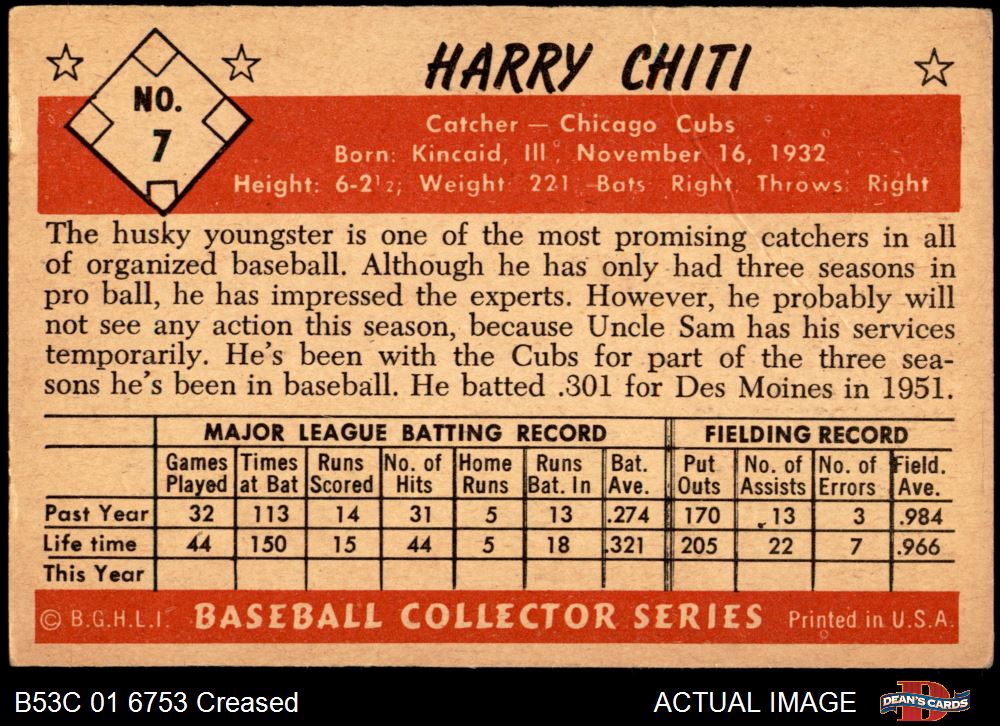 HARRY CHITI
NO.
7
Catcher — Chicago Cubs
Born: Kincaid, Ill., November 16, 1932
Height: 6-2½; Weight 221 Bats Right, Throws: Right
The husky youngster is one of the most promising catchers in all
of organized baseball. Although he has only had three seasons in
pro ball, he has impressed the experts. However, he probably will
not see any action this season, because Uncle Sam has his services
temporarily. He's been with the Cubs for part of the three sea-
sons he's been in baseball. He batted .301 for Des Moines in 1951.
MAJOR LEAGUE BATTING RECORD FIELDING RECORD
Games Times Runs No. of Home Runs Bat. Put No. of No. of Field.
Played at Bat Scored Hits Runs Bat. In Ave. Outs Assists Errors Ave.
Past Year 32 113 14 31 5 13 .274 170 13 3 .984
Life time 44 150 15 44 5 18 .321 205 22 7 .966
This Year
© B.G.H.L.I. BASEBALL COLLECTOR SERIES Printed in U.S.A.
B53C 01 6753 Creased ACTUAL IMAGE DEAN'S CARDS